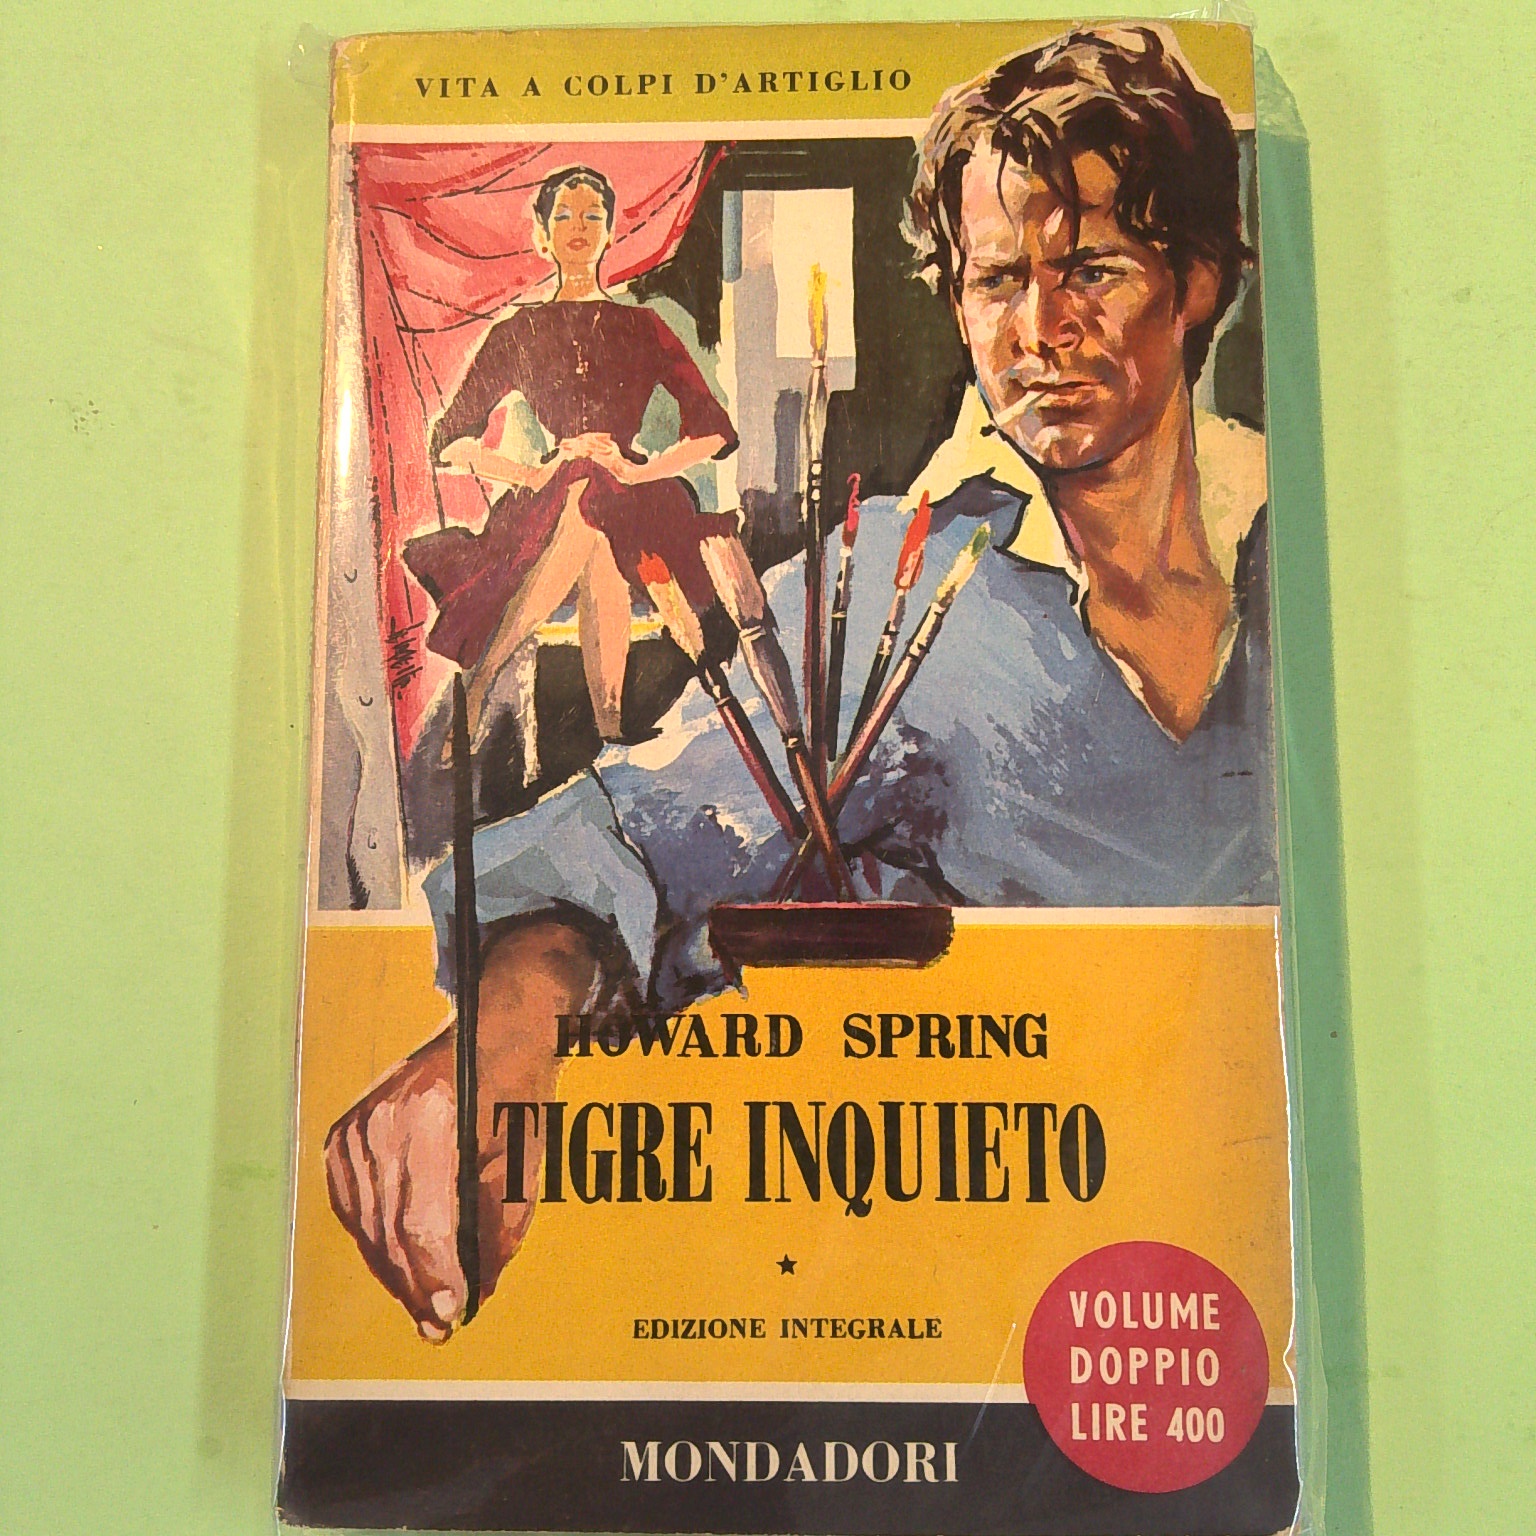 VITA A COLPI D'ARTIGLIO
HOWARD SPRING
TIGRE INQUIETO
EDIZIONE INTEGRALE
VOLUME
DOPPIO
LIRE 400
MONDADORI